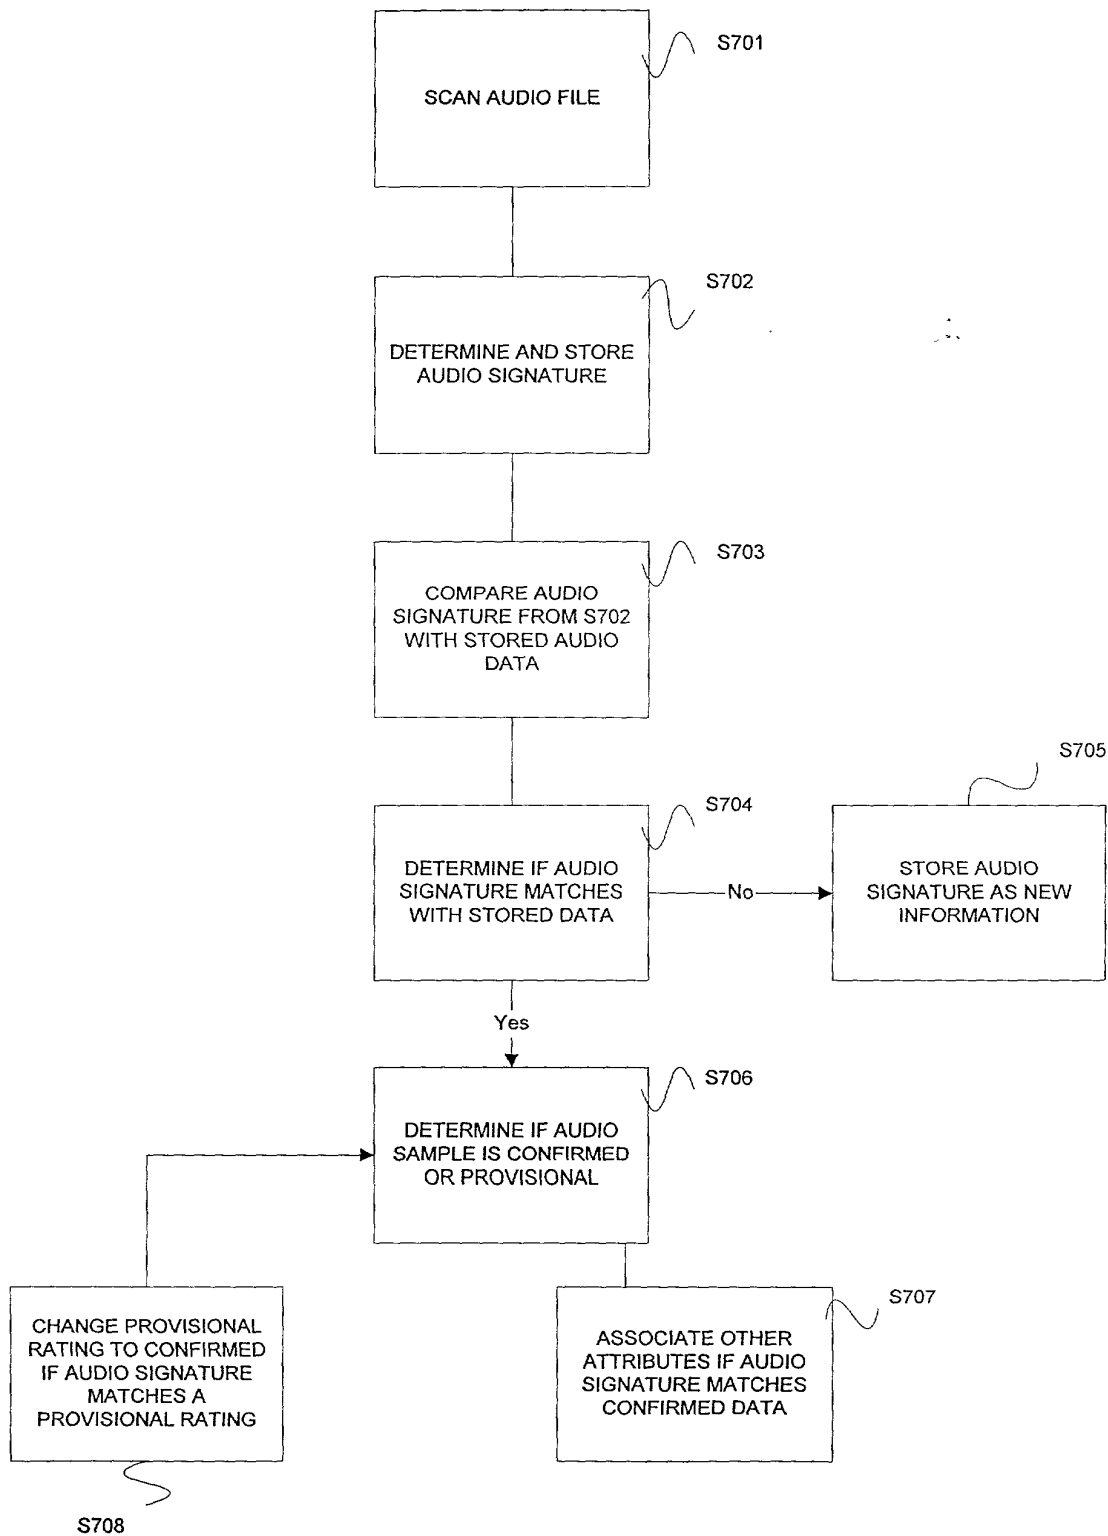 S701
SCAN AUDIO FILE
S702
DETERMINE AND STORE
AUDIO SIGNATURE
S703
COMPARE AUDIO
SIGNATURE FROM S702
WITH STORED AUDIO
DATA
S704
DETERMINE IF AUDIO
SIGNATURE MATCHES
WITH STORED DATA
No
S705
STORE AUDIO
SIGNATURE AS NEW
INFORMATION
Yes
S706
DETERMINE IF AUDIO
SAMPLE IS CONFIRMED
OR PROVISIONAL
CHANGE PROVISIONAL
RATING TO CONFIRMED
IF AUDIO SIGNATURE
MATCHES A
PROVISIONAL RATING
S708
S707
ASSOCIATE OTHER
ATTRIBUTES IF AUDIO
SIGNATURE MATCHES
CONFIRMED DATA